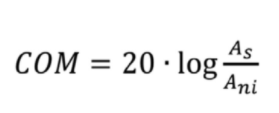 COM = 20 · log A_s / A_ni